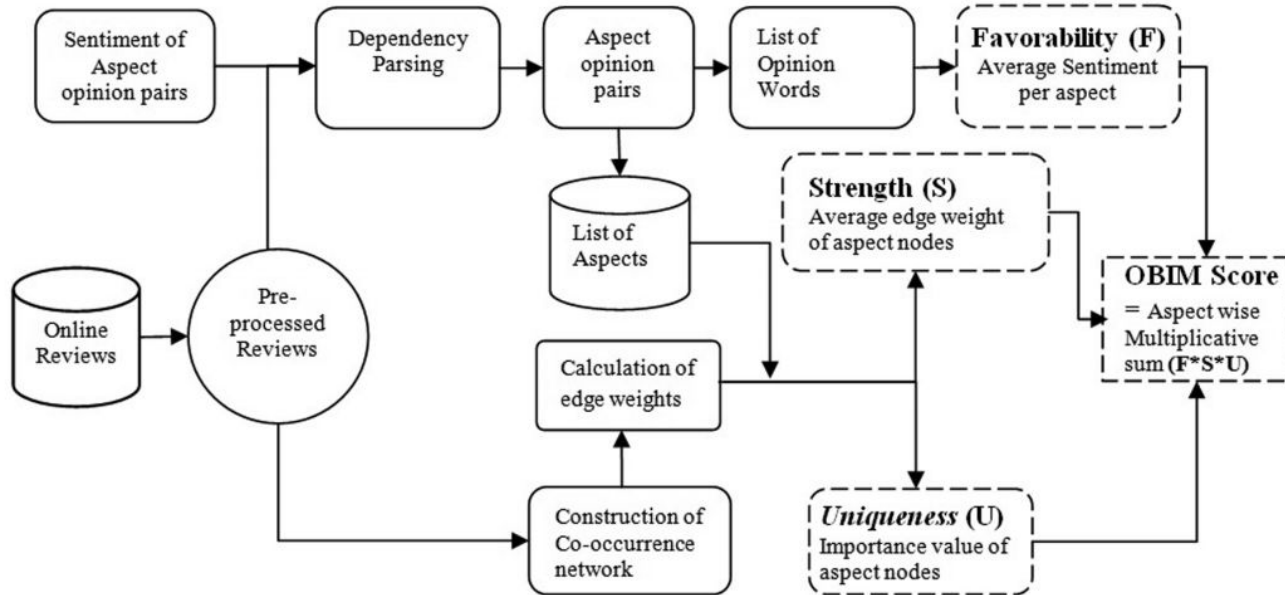 Sentiment of
Aspect
opinion pairs
Dependency
Parsing
Aspect
opinion
pairs
List of
Opinion
Words
Favorability (F)
Average Sentiment
per aspect
Strength (S)
Average edge weight
of aspect nodes
List of
Aspects
OBIM Score
= Aspect wise
Multiplicative
sum (F*S*U)
Online
Reviews
Pre-
processed
Reviews
Calculation of
edge weights
Construction of
Co-occurrence
network
Uniqueness (U)
Importance value of
aspect nodes